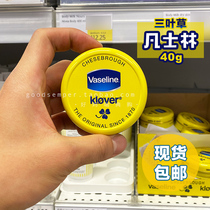 三叶草
凡士林
40g
CHESEBROUGH
Vaseline
kløver
THE ORIGINAL SINCE 1870
现货
包邮